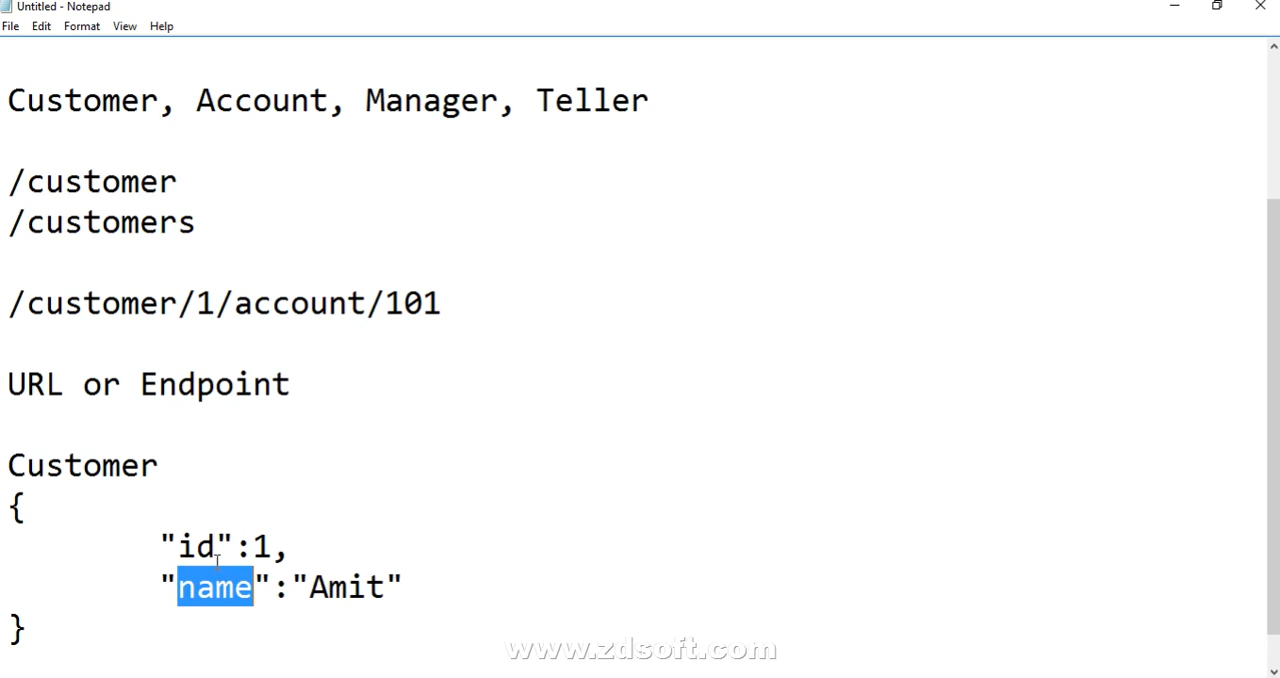 Untitled - Notepad
File Edit Format View Help
Customer, Account, Manager, Teller
/customer
/customers
/customer/1/account/101
URL or Endpoint
Customer
{
"id":1,
"name":"Amit"
}
www.zdsoft.com